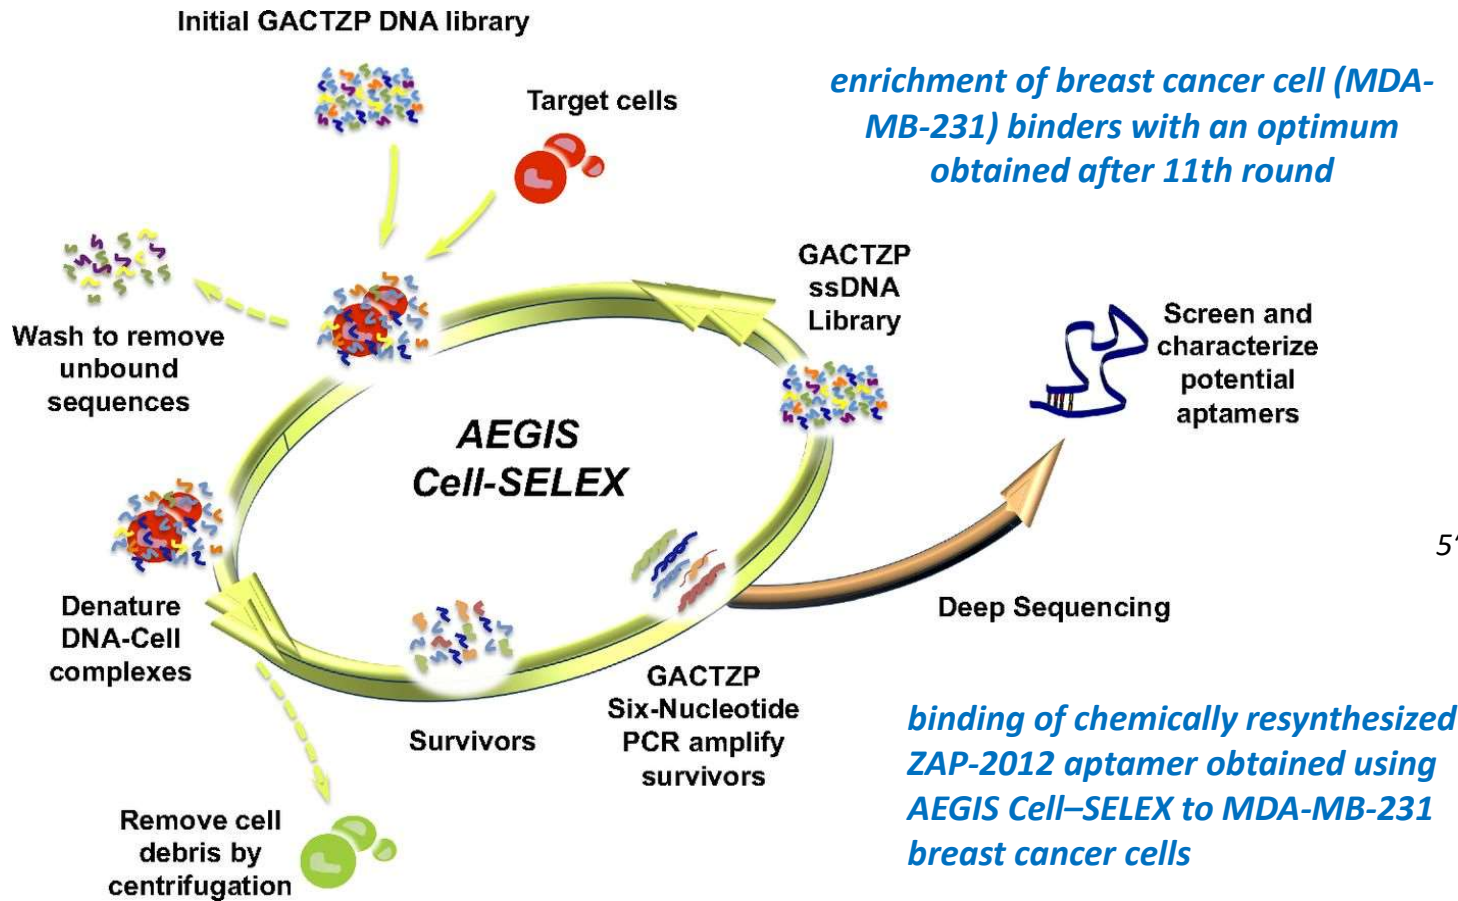 Initial GACTZP DNA library
Target cells
enrichment of breast cancer cell (MDA-
MB-231) binders with an optimum
obtained after 11th round
GACTZP
ssDNA
Library
Screen and
characterize
potential
aptamers
Wash to remove
unbound
sequences
AEGIS
Cell-SELEX
5'
Denature
DNA-Cell
complexes
Survivors
GACTZP
Six-Nucleotide
PCR amplify
survivors
Deep Sequencing
binding of chemically resynthesized
ZAP-2012 aptamer obtained using
AEGIS Cell–SELEX to MDA-MB-231
breast cancer cells
Remove cell
debris by
centrifugation